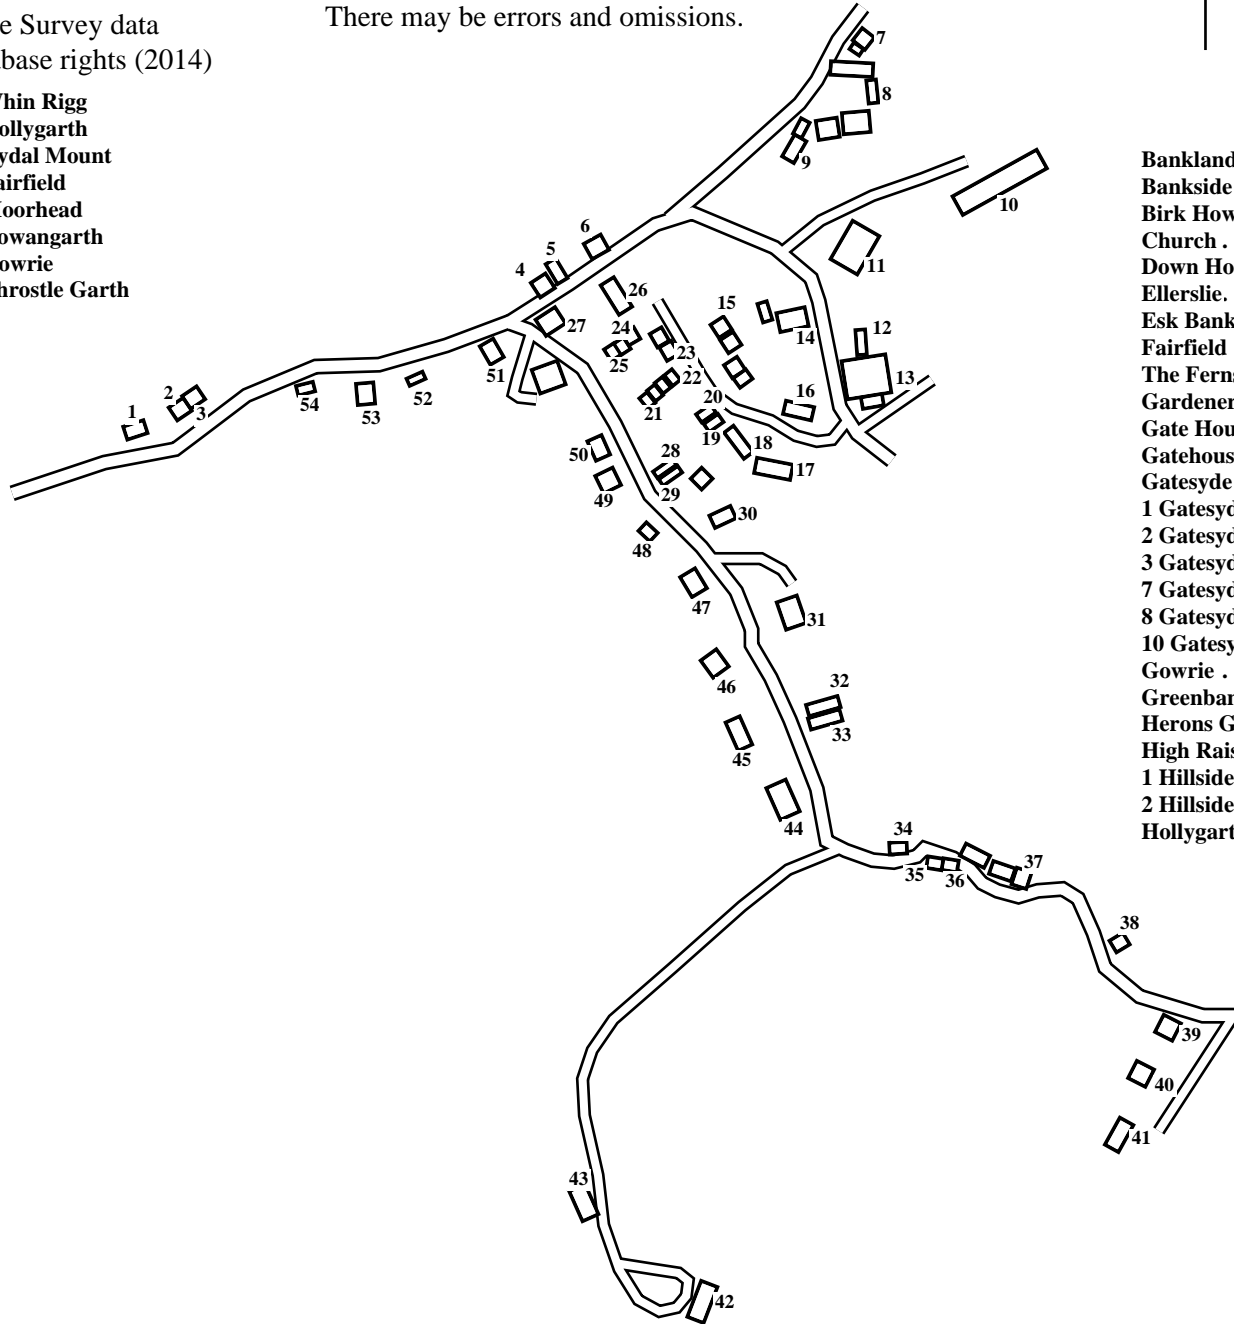 e Survey data
There may be errors and omissions.
base rights (2014)
hin Rigg
ollygarth
ydal Mount
airfield
oorhead
owangarth
owrie
hrostle Garth
Bankland
Bankside
Birk How
Church .
Down Ho
Ellerslie.
Esk Bank
Fairfield
The Ferns
Gardener
Gate Hou
Gatehous
Gatesyde
1 Gatesyd
2 Gatesyd
3 Gatesyd
7 Gatesyd
8 Gatesyd
10 Gatesy
Gowrie .
Greenban
Herons G
High Rais
1 Hillside
2 Hillside
Hollygart
7
8
9
10
6
5
4
11
26
15
27
24
14
12
23
25
51
22
13
2
52
1
3
54
53
21
20
16
19
18
28
50
17
29
49
30
48
47
31
32
46
33
45
44
34
37
35
36
38
39
40
41
43
42